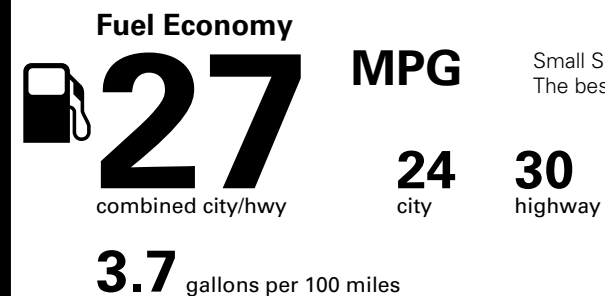 Fuel Economy
27 MPG
Small S
The bes
24 30
combined city/hwy city highway
3.7 gallons per 100 miles